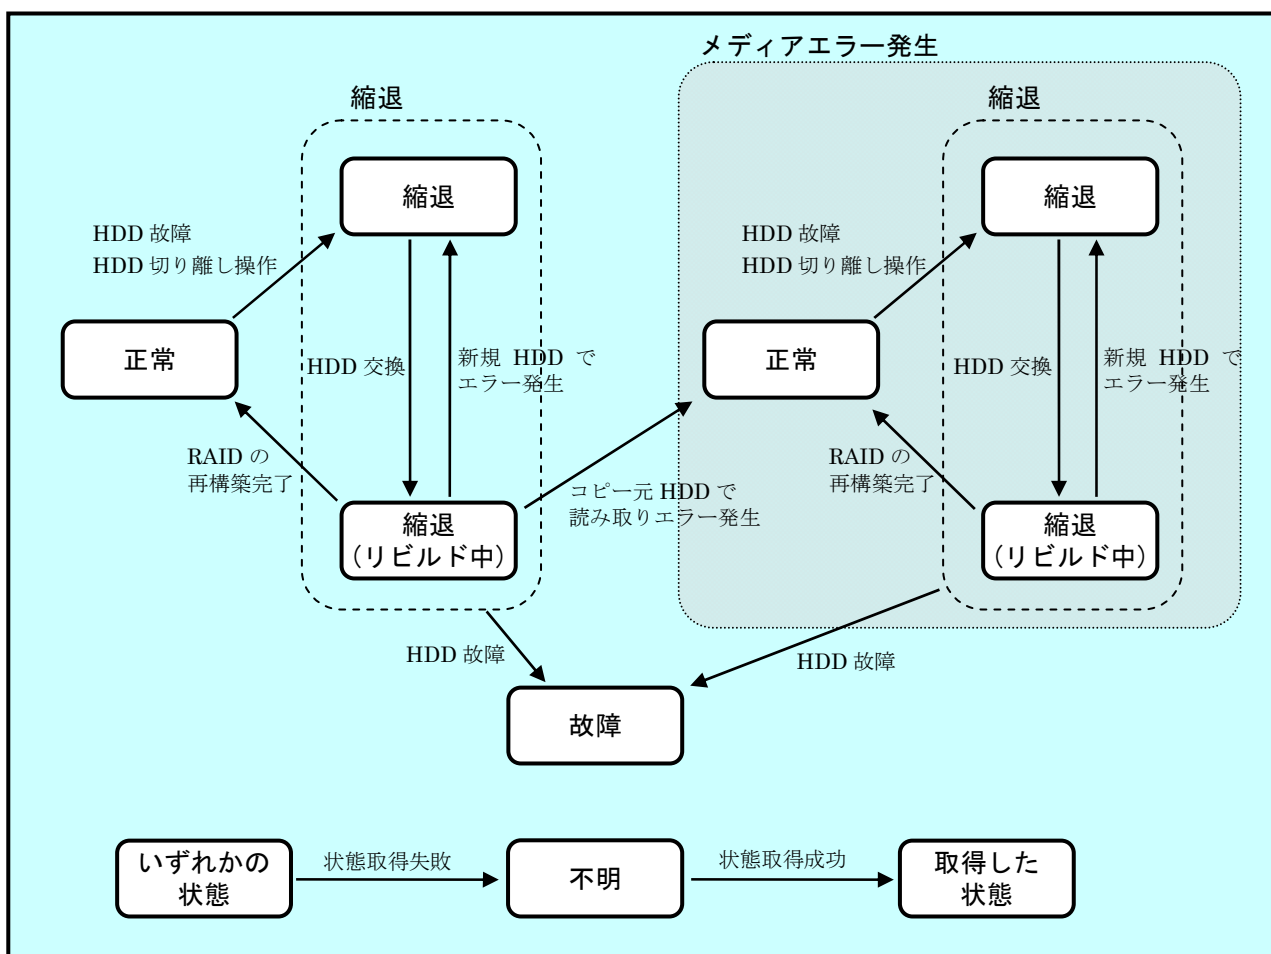 メディアエラー発生
縮退
縮退
縮退
縮退
HDD 故障
HDD 切り離し操作
HDD 故障
HDD 切り離し操作
正常
HDD 交換
新規 HDD で
エラー発生
正常
HDD 交換
新規 HDD で
エラー発生
RAID の
再構築完了
RAID の
再構築完了
縮退
(リビルド中)
コピー元 HDD で
読み取りエラー発生
縮退
(リビルド中)
HDD 故障
HDD 故障
故障
いずれかの
状態
状態取得失敗
不明
状態取得成功
取得した
状態